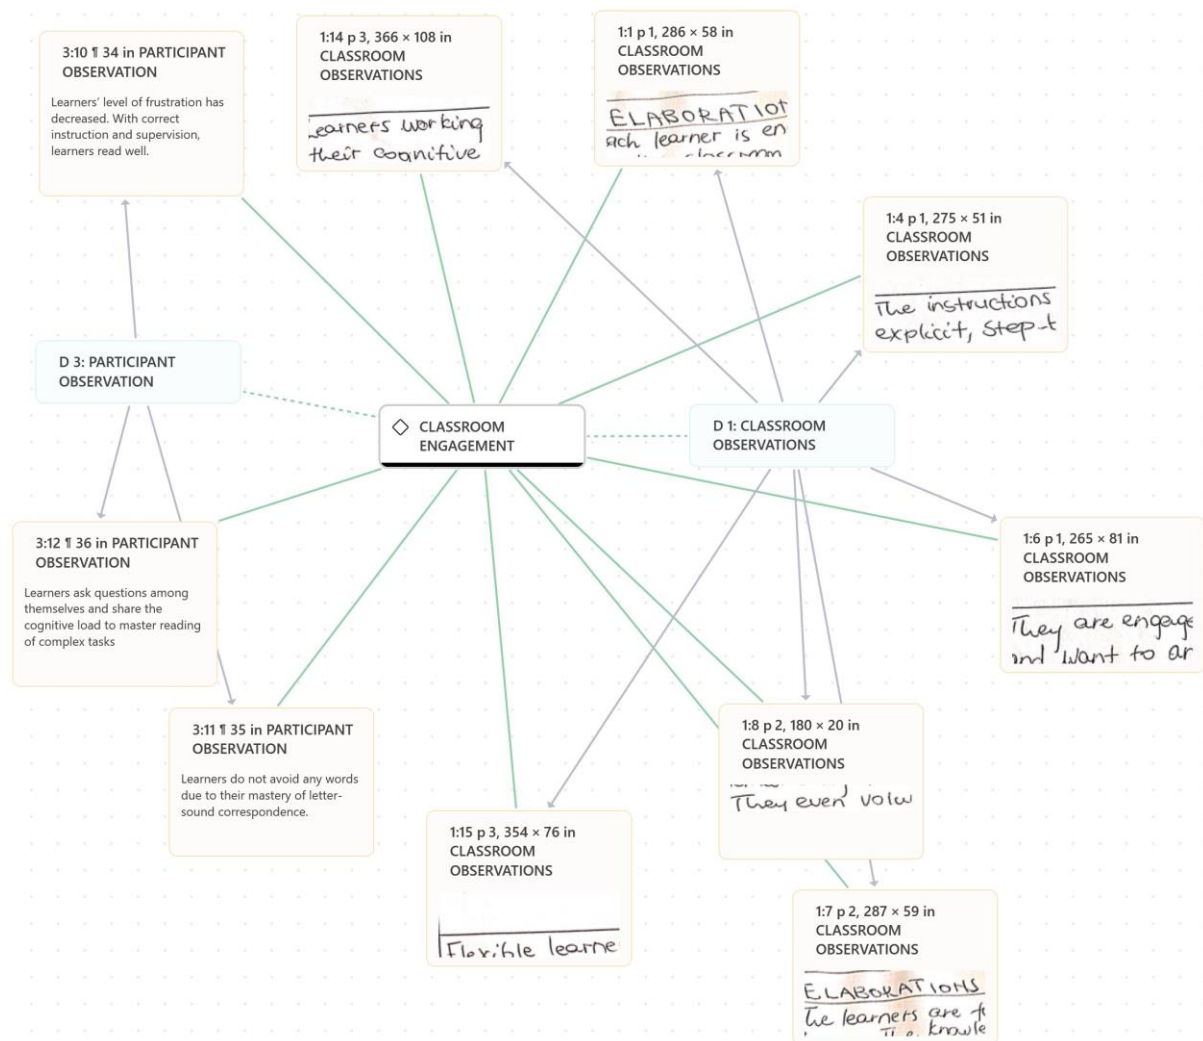 3:10 ¶ 34 in PARTICIPANT
OBSERVATION
Learners' level of frustration has
decreased. With correct
instruction and supervision,
learners read well.
1:14 p 3, 366 × 108 in
CLASSROOM
OBSERVATIONS
Learners working
their cognitive
1:1 p 1, 286 × 58 in
CLASSROOM
OBSERVATIONS
ELABORATION
ach learner is en
classroom
1:4 p 1, 275 × 51 in
CLASSROOM
OBSERVATIONS
The instructions
explicit, step-t
D 3: PARTICIPANT
OBSERVATION
CLASSROOM
ENGAGEMENT
D 1: CLASSROOM
OBSERVATIONS
3:12 ¶ 36 in PARTICIPANT
OBSERVATION
Learners ask questions among
themselves and share the
cognitive load to master reading
of complex tasks
1:6 p 1, 265 × 81 in
CLASSROOM
OBSERVATIONS
They are engage
and want to ar
3:11 ¶ 35 in PARTICIPANT
OBSERVATION
Learners do not avoid any words
due to their mastery of letter-
sound correspondence.
1:8 p 2, 180 × 20 in
CLASSROOM
OBSERVATIONS
They even volu
1:15 p 3, 354 × 76 in
CLASSROOM
OBSERVATIONS
Flexible learne
1:7 p 2, 287 × 59 in
CLASSROOM
OBSERVATIONS
ELABORATIONS
The learners are
knowle